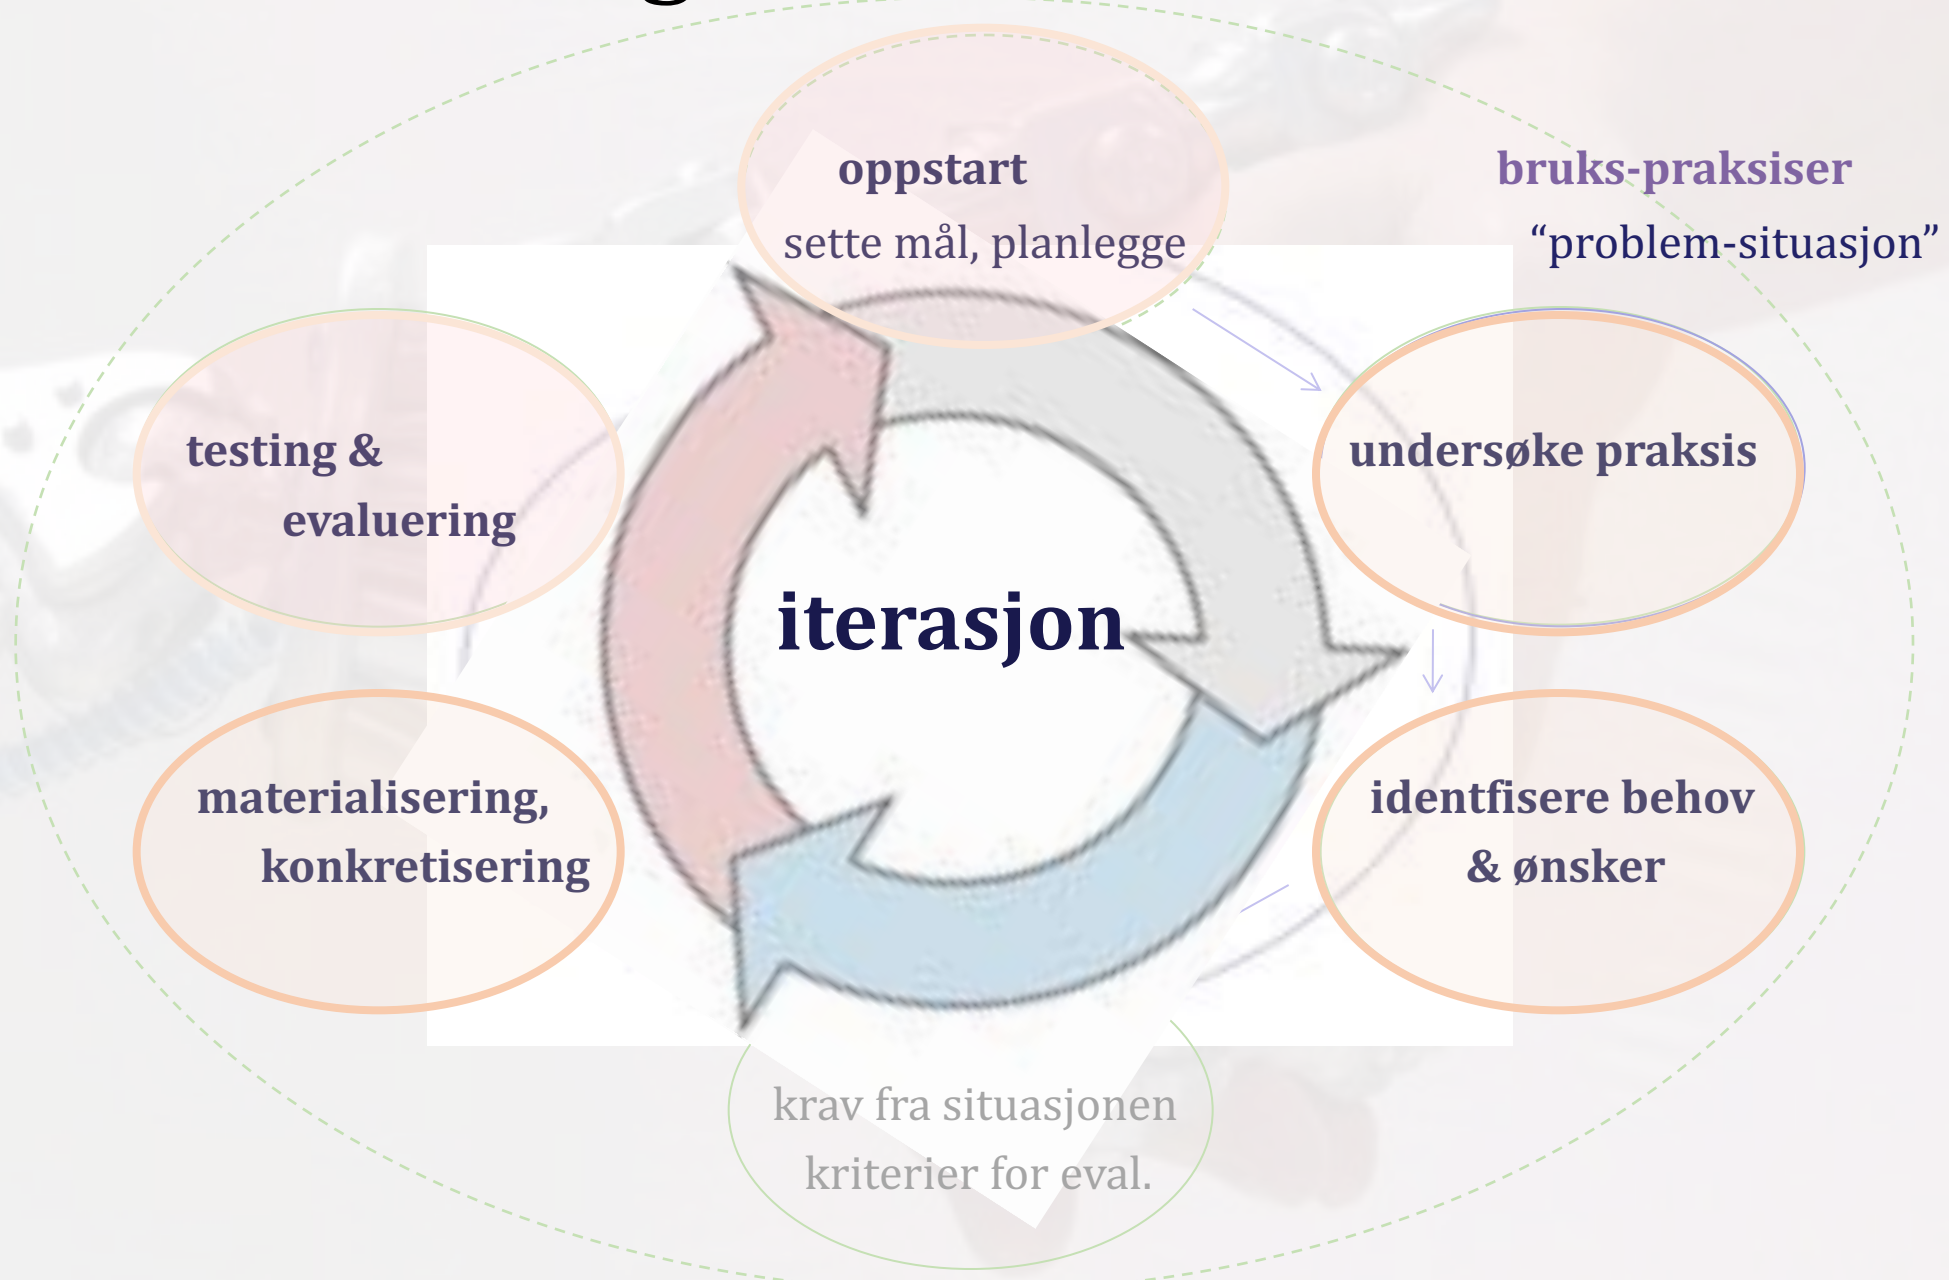 oppstart
sette mål, planlegge
bruks-praksiser
“problem-situasjon”
undersøke praksis
identfisere behov
& ønsker
krav fra situasjonen
kriterier for eval.
materialisering,
konkretisering
testing &
evaluering
iterasjon